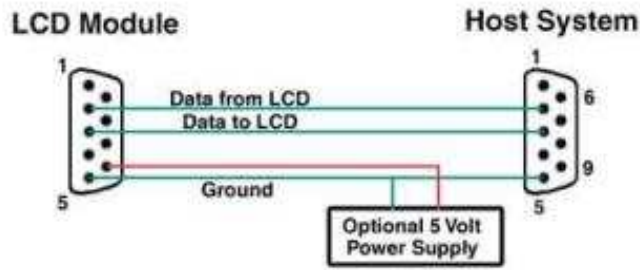 LCD Module
Host System
1
1
6
Data from LCD
Data to LCD
9
5
Ground
5
Optional 5 Volt
Power Supply